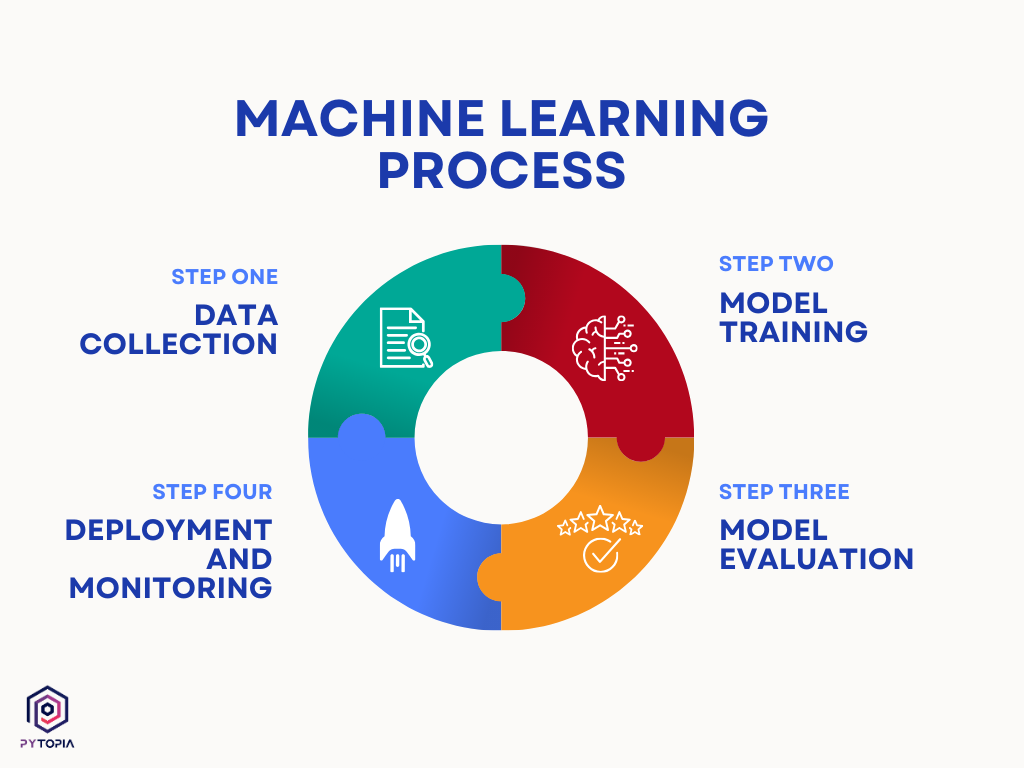 MACHINE LEARNING
PROCESS
STEP ONE
DATA
COLLECTION
STEP TWO
MODEL
TRAINING
STEP THREE
MODEL
EVALUATION
STEP FOUR
DEPLOYMENT
AND
MONITORING
PYTOPIA